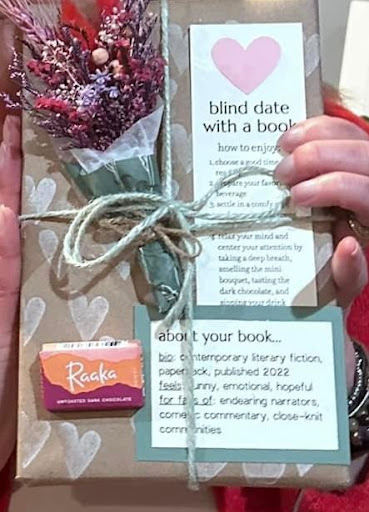 blind date
with a book
how to enjoy:
1. choose a good time
2. prepare your favorite
beverage
3. settle in a comfy
4. relax your mind and
center your attention by
taking a deep breath,
smelling the mini
bouquet, tasting the
dark chocolate, and
sipping your drink
about your book...
bio: contemporary literary fiction,
paperback, published 2022
feels: funny, emotional, hopeful
for fans of: endearing narrators,
comedic commentary, close-knit
communities
Raaka
UNROASTED DARK CHOCOLATE